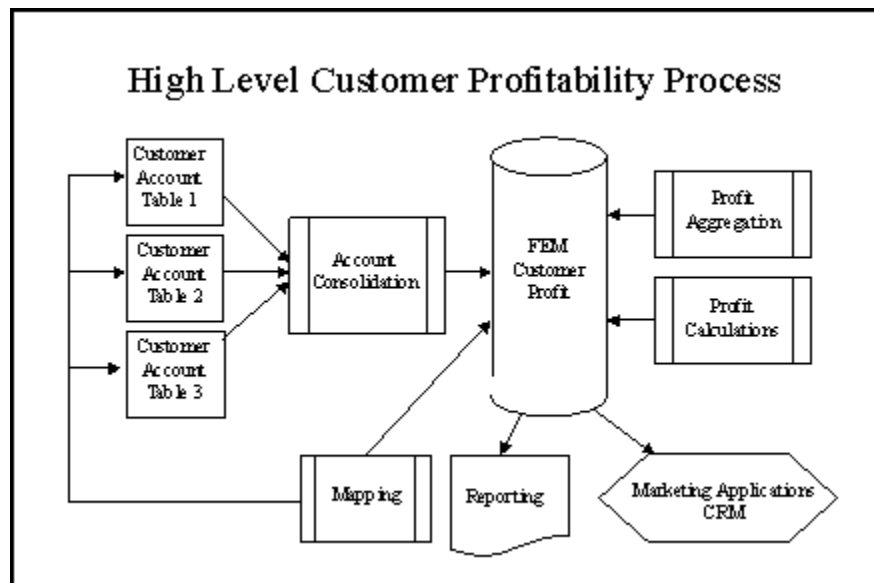 High Level Customer Profitability Process
Customer
Account
Table 1
Customer
Account
Table 2
Customer
Account
Table 3
Account
Consolidation
FEM
Customer
Profit
Profit
Aggregation
Profit
Calculations
Mapping
Reporting
Marketing Applications
CRM